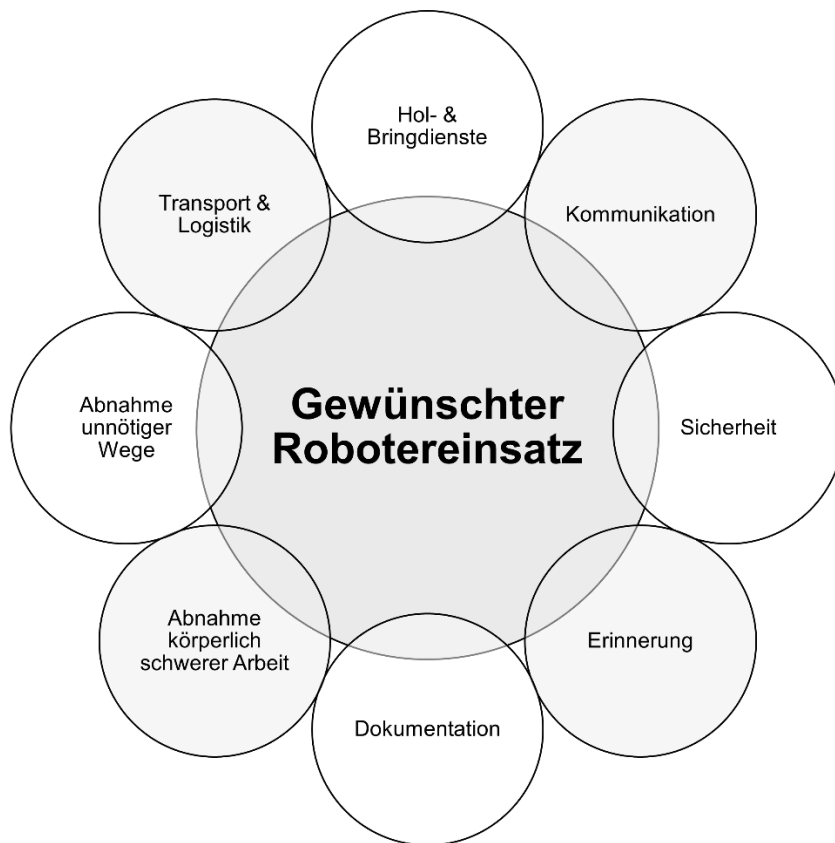 Hol- &
Bringdienste
Transport &
Logistik
Kommunikation
Gewünschter
Robotereinsatz
Abnahme
unnötiger
Wege
Sicherheit
Abnahme
körperlich
schwerer Arbeit
Erinnerung
Dokumentation